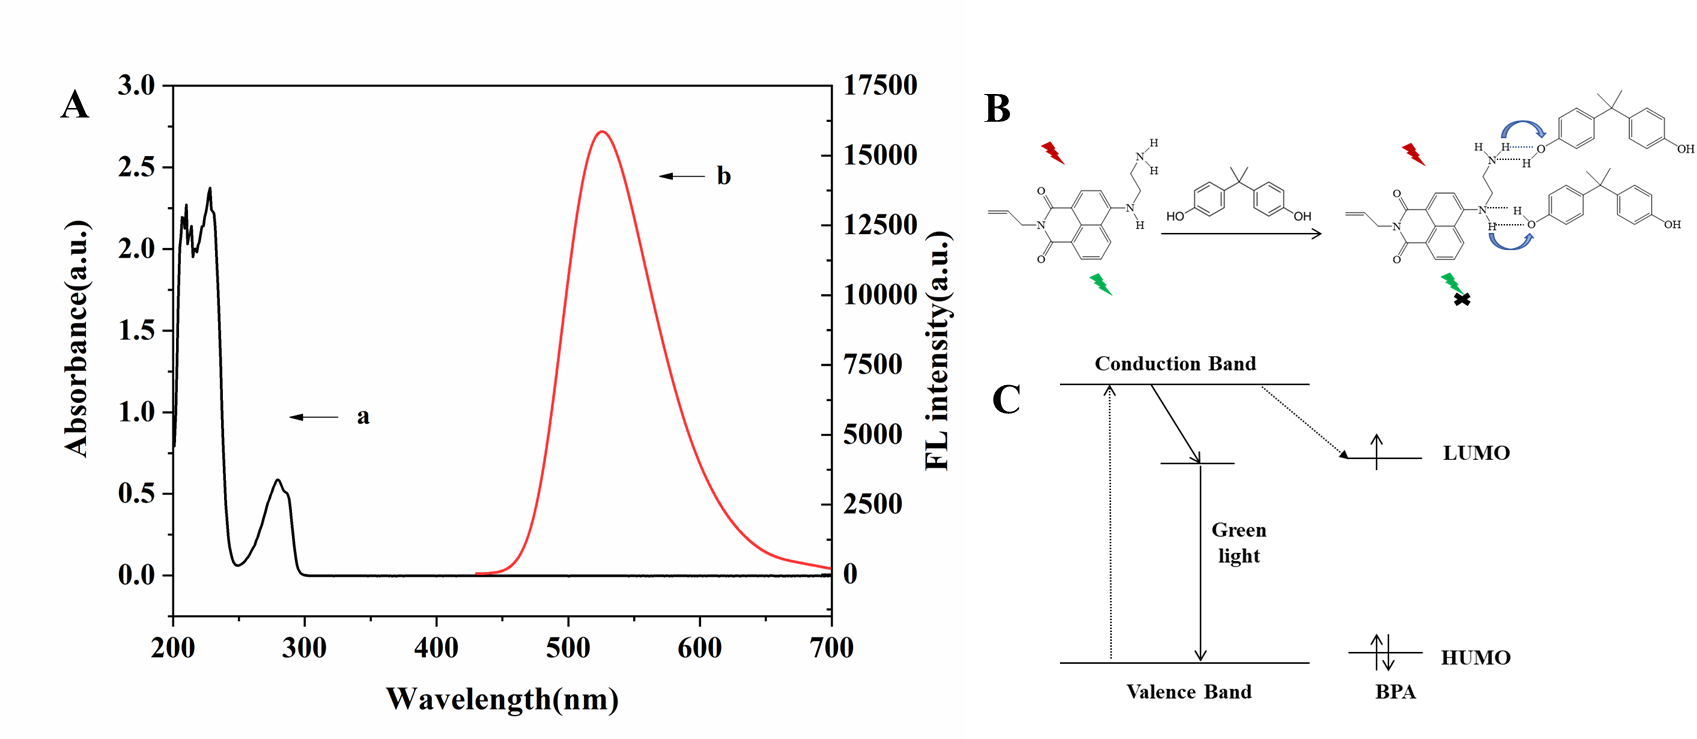 A
3.0
2.5
2.0
1.5
1.0
0.5
0.0
Absorbance(a.u.)
200
300
400
500
600
700
Wavelength(nm)
17500
15000
12500
10000
7500
5000
2500
0
FL intensity(a.u.)
a
b
B
O
N
O
N
H
N
H
H
HO
OH
O
N
O
N
H
H
N
H
H
O
OH
H
H
O
OH
C
Conduction Band
Green
light
Valence Band
LUMO
HUMO
BPA